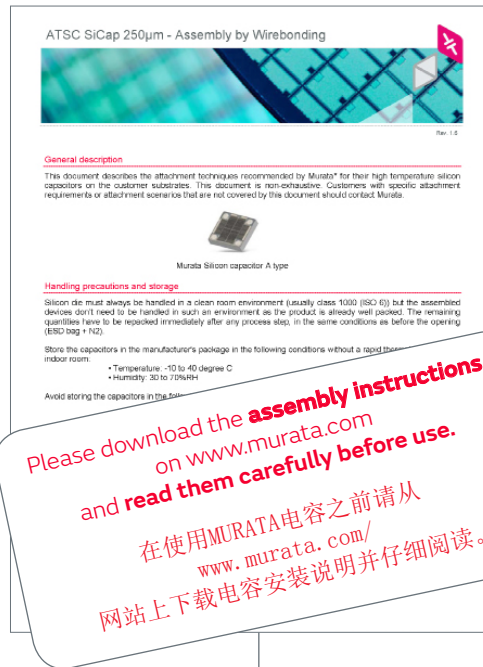 ATSC SiCap 250µm - Assembly by Wirebonding
Rev. 1.6
General description
This document describes the attachment techniques recommended by Murata* for their high temperature silicon
capacitors on the customer substrates. This document is non-exhaustive. Customers with specific attachment
requirements or attachment scenarios that are not covered by this document should contact Murata.
Murata Silicon capacitor A type
Handling precautions and storage
Silicon die must always be handled in a clean room environment (usually class 1000 (ISO 6)) but the assembled
devices don't need to be handled in such an environment as the product is already well packed. The remaining
quantities have to be repacked immediately after any process step, in the same conditions as before the opening
(ESD bag + N2).
Store the capacitors in the manufacturer's package in the following conditions without a rapid
indoor room:
• Temperature: -10 to 40 degree C
• Humidity: 30 to 70%RH
Avoid storing the capacitors in the
Please download the assembly instructions
on www.murata.com
and read them carefully before use.
在使用MURATA电容之前请从
www.murata.com/
网站上下载电容安装说明并仔细阅读。